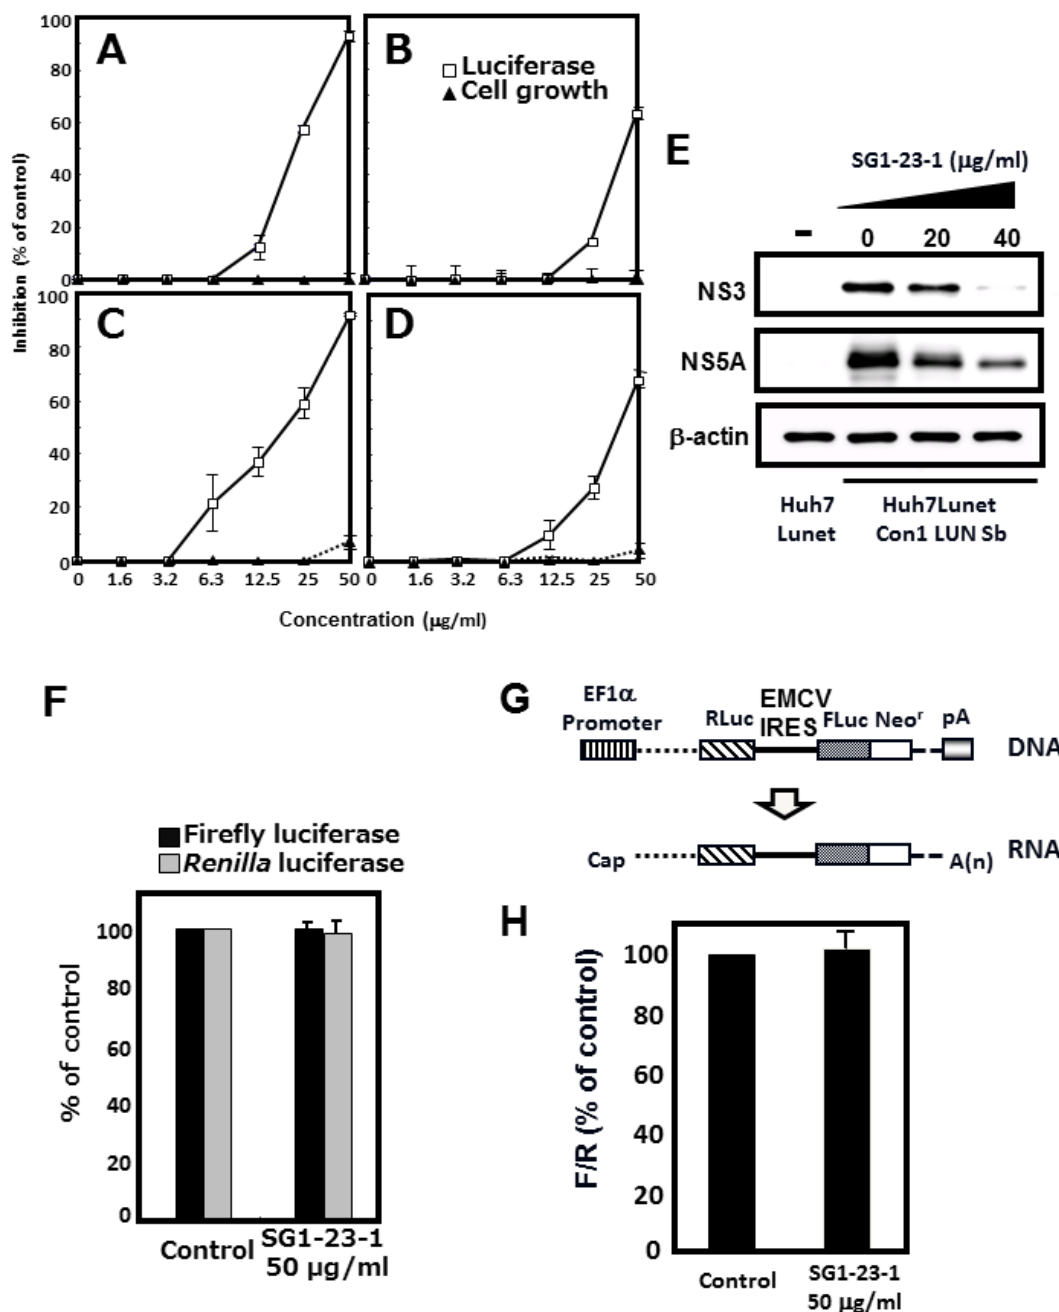 A
B
Luciferase
Cell growth
100
80
60
40
20
0
Inhibition (% of control)
C
D
100
80
60
40
20
0
0 1.6 3.2 6.3 12.5 25 50
0 1.6 3.2 6.3 12.5 25 50
Concentration (μg/ml)
E
SG1-23-1 (μg/ml)
– 0 20 40
NS3
NS5A
β-actin
Huh7
Lunet
Huh7Lunet
Con1 LUN Sb
F
Firefly luciferase
Renilla luciferase
100
80
60
40
20
0
% of control
Control
SG1-23-1
50 μg/ml
G
EF1α
Promoter
RLuc
EMCV
IRES
FLuc Neoʳ pA
DNA
Cap
A(n)
RNA
H
100
80
60
40
20
0
F/R (% of control)
Control
SG1-23-1
50 μg/ml